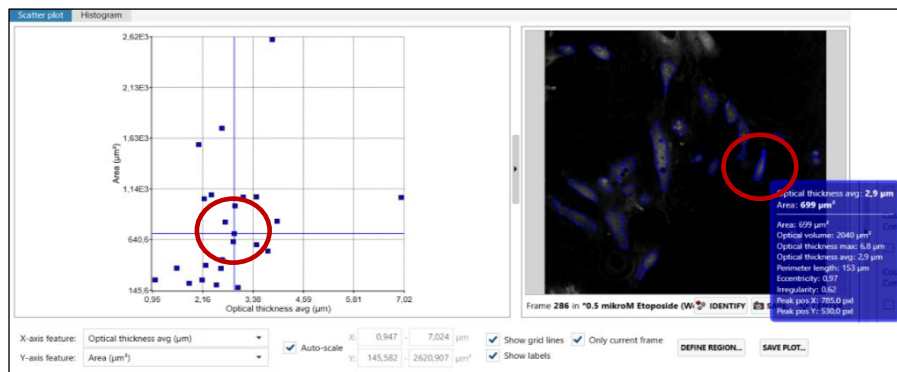 Scatter plot Histogram
2,62E3
2,13E3
1,63E3
1,14E3
640,6
145,6
Area (µm²)
0,95 2,16 3,38 4,59 5,81 7,02
Optical thickness avg (µm)
Optical thickness avg: 2,9 µm
Area: 699 µm²
Area: 699 µm²
Optical volume: 2040 µm³
Optical thickness max: 6,8 µm
Optical thickness avg: 2,9 µm
Perimeter length: 153 µm
Eccentricity: 0,97
Irregularity: 0,62
Peak pos X: 785,0 pxl
Peak pos Y: 530,0 pxl
Frame 286 in "0.5 mikroM Etoposide (W IDENTIFY
X-axis feature: Optical thickness avg (µm)
Y-axis feature: Area (µm²)
Auto-scale
X: 0,947 - 7,024 µm
Y: 145,582 - 2620,907 µm²
Show grid lines Only current frame
Show labels
DEFINE REGION... SAVE PLOT...